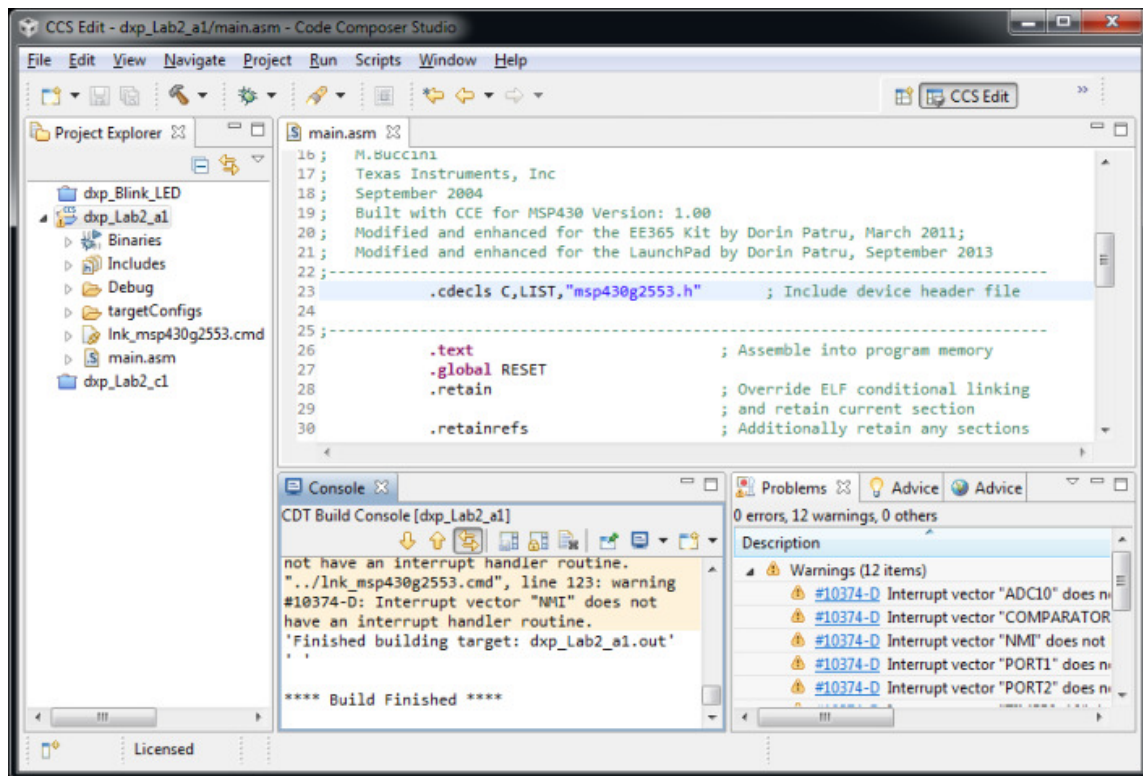 CCS Edit - dxp_Lab2_a1/main.asm - Code Composer Studio
File Edit View Navigate Project Run Scripts Window Help
CCS Edit
Project Explorer
dxp_Blink_LED
dxp_Lab2_a1
Binaries
Includes
Debug
targetConfigs
lnk_msp430g2553.cmd
main.asm
dxp_Lab2_c1
main.asm
16 ; M.Buccini
17 ; Texas Instruments, Inc
18 ; September 2004
19 ; Built with CCE for MSP430 Version: 1.00
20 ; Modified and enhanced for the EE365 Kit by Dorin Patru, March 2011;
21 ; Modified and enhanced for the LaunchPad by Dorin Patru, September 2013
22 ;-------------------------------------------------------------------------------
23 .cdecls C,LIST,"msp430g2553.h" ; Include device header file
24
25 ;-------------------------------------------------------------------------------
26 .text ; Assemble into program memory
27 .global RESET
28 .retain ; Override ELF conditional linking
29 ; and retain current section
30 .retainrefs ; Additionally retain any sections
Console
CDT Build Console [dxp_Lab2_a1]
not have an interrupt handler routine.
"../lnk_msp430g2553.cmd", line 123: warning
#10374-D: Interrupt vector "NMI" does not
have an interrupt handler routine.
'Finished building target: dxp_Lab2_a1.out'
' '
**** Build Finished ****
Problems Advice Advice
0 errors, 12 warnings, 0 others
Description
Warnings (12 items)
#10374-D Interrupt vector "ADC10" does n
#10374-D Interrupt vector "COMPARATOR
#10374-D Interrupt vector "NMI" does not
#10374-D Interrupt vector "PORT1" does n
#10374-D Interrupt vector "PORT2" does n
Licensed